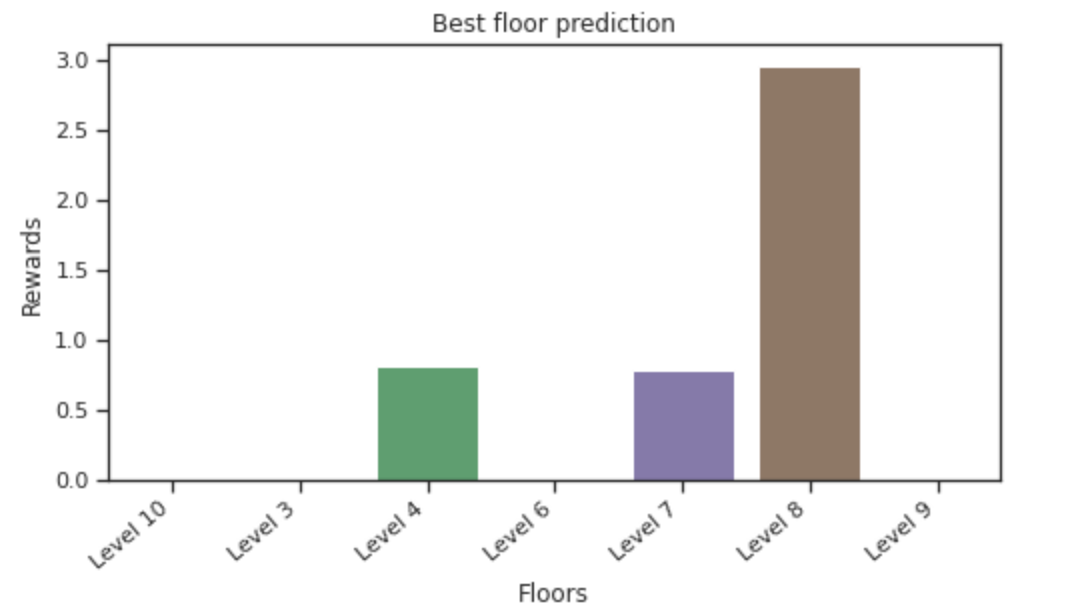 Best floor prediction
3.0
2.5
2.0
1.5
1.0
0.5
0.0
Rewards
Level 10
Level 3
Level 4
Level 6
Level 7
Level 8
Level 9
Floors